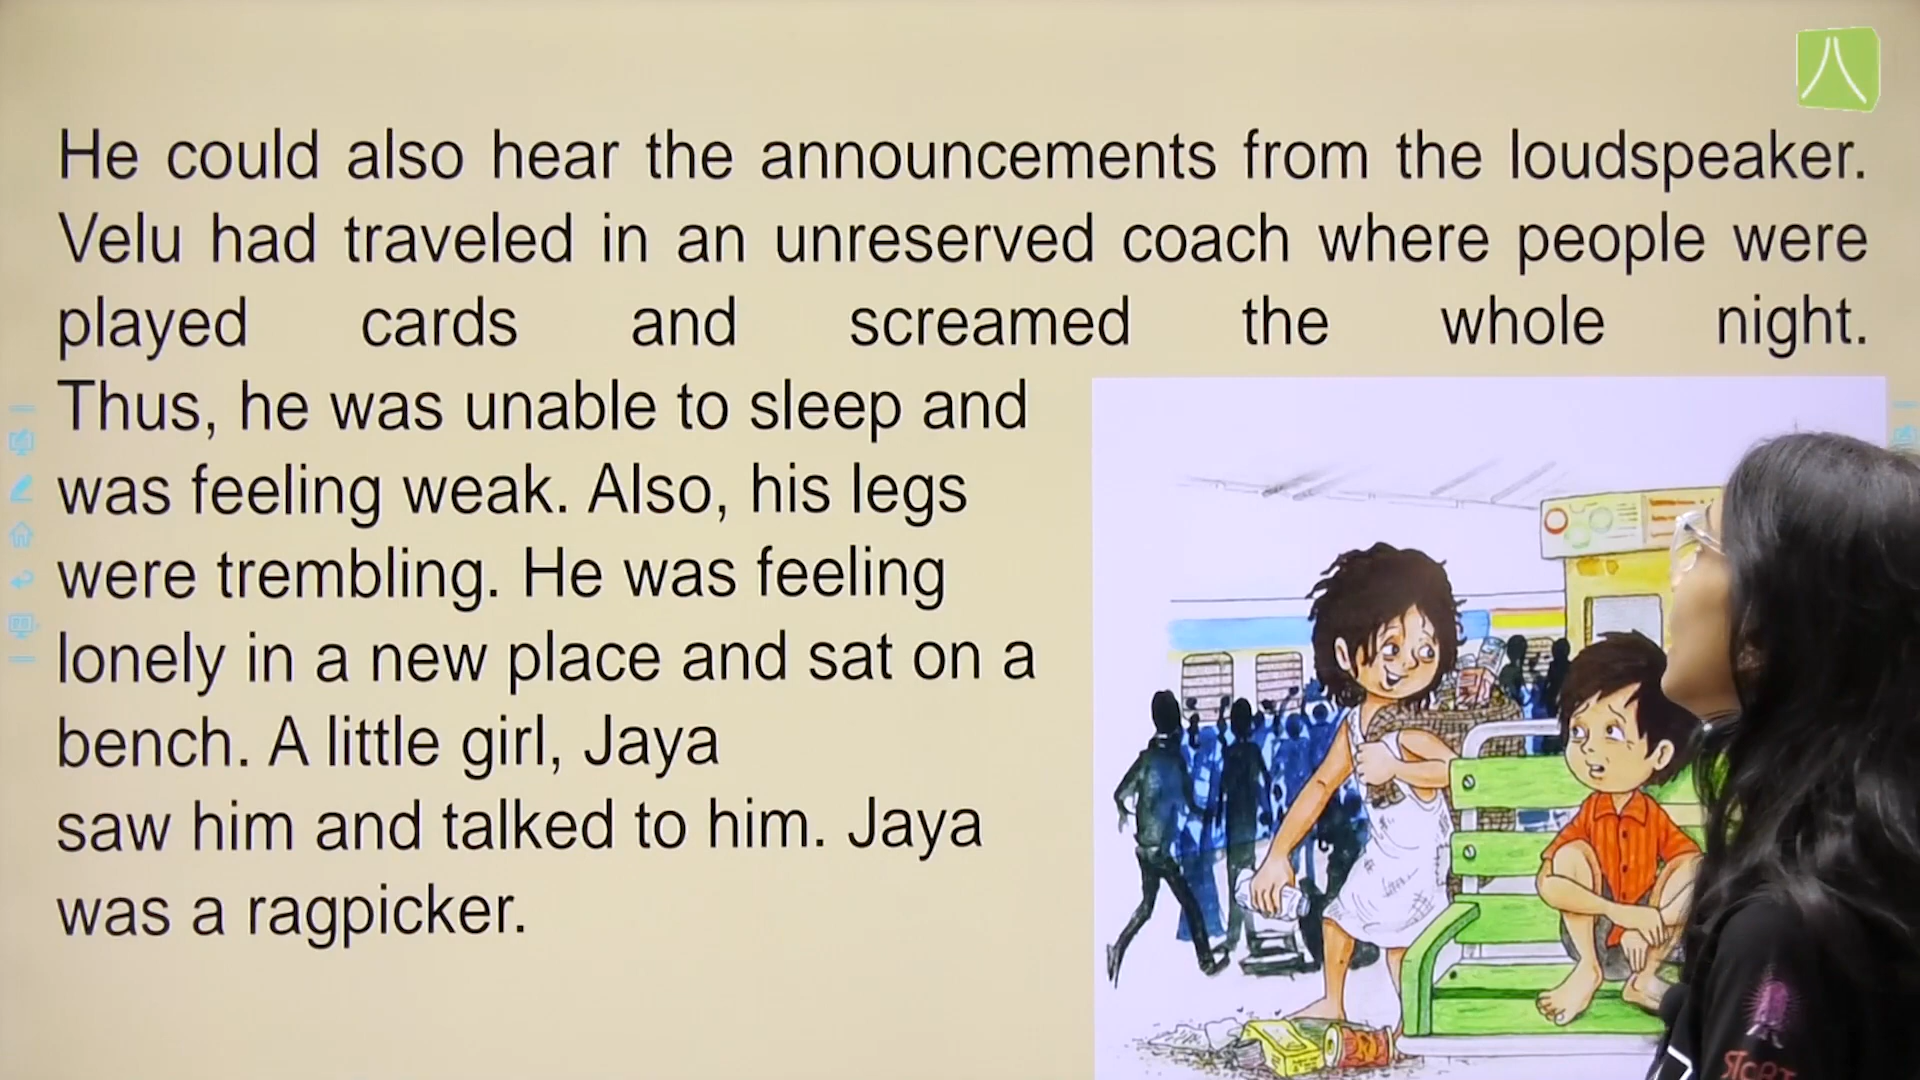 He could also hear the announcements from the loudspeaker.
Velu had traveled in an unreserved coach where people were
played cards and screamed the whole night.
Thus, he was unable to sleep and
was feeling weak. Also, his legs
were trembling. He was feeling
lonely in a new place and sat on a
bench. A little girl, Jaya
saw him and talked to him. Jaya
was a ragpicker.